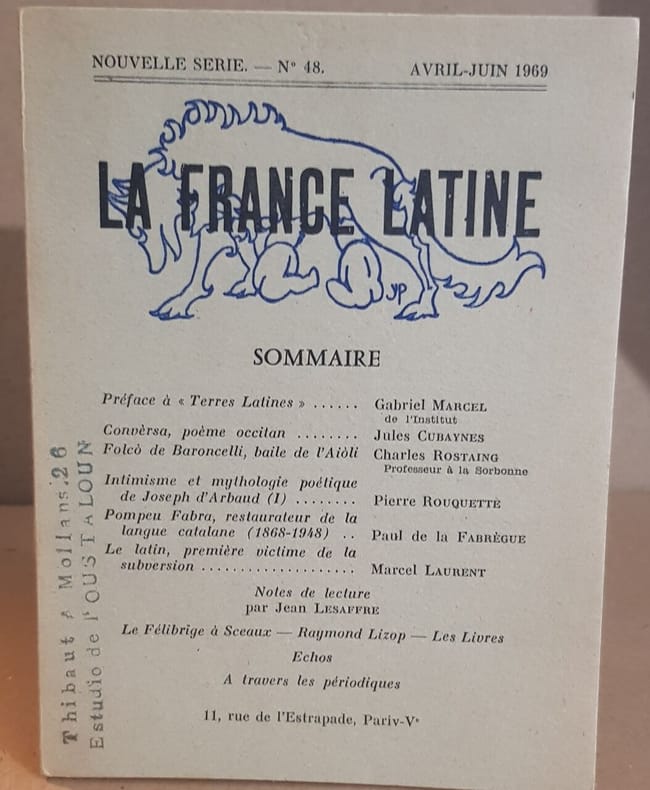 NOUVELLE SERIE. — N° 48. AVRIL-JUIN 1969
LA FRANCE LATINE
JP
SOMMAIRE
Préface à « Terres Latines » ...... Gabriel MARCEL
de l'Institut
Convèrsa, poème occitan ........ Jules CUBAYNES
Folcò de Baroncelli, baile de l'Aiòli Charles ROSTAING
Professeur à la Sorbonne
Intimisme et mythologie poétique
de Joseph d'Arbaud (I) ........ Pierre ROUQUETTE
Pompeu Fabra, restaurateur de la
langue catalane (1868-1948) .. Paul de la FABRÈGUE
Le latin, première victime de la
subversion .................... Marcel LAURENT
Notes de lecture
par Jean LESAFFRE
Le Félibrige à Sceaux — Raymond Lizop — Les Livres
Echos
A travers les périodiques
11, rue de l'Estrapade, Pariv-Ve
Thibaut à Mollans.26
Estudio de l'OUSTALOUN